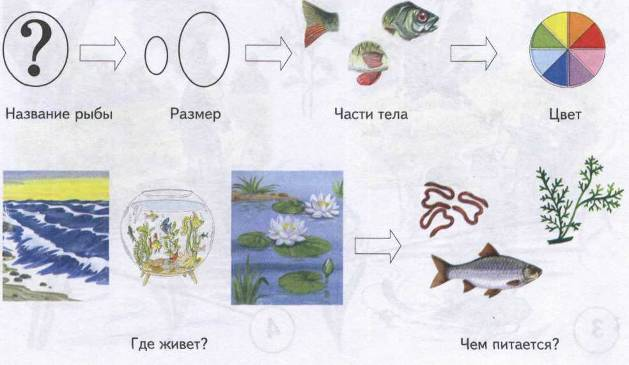 ?
Название рыбы Размер Части тела Цвет
Где живет? Чем питается?